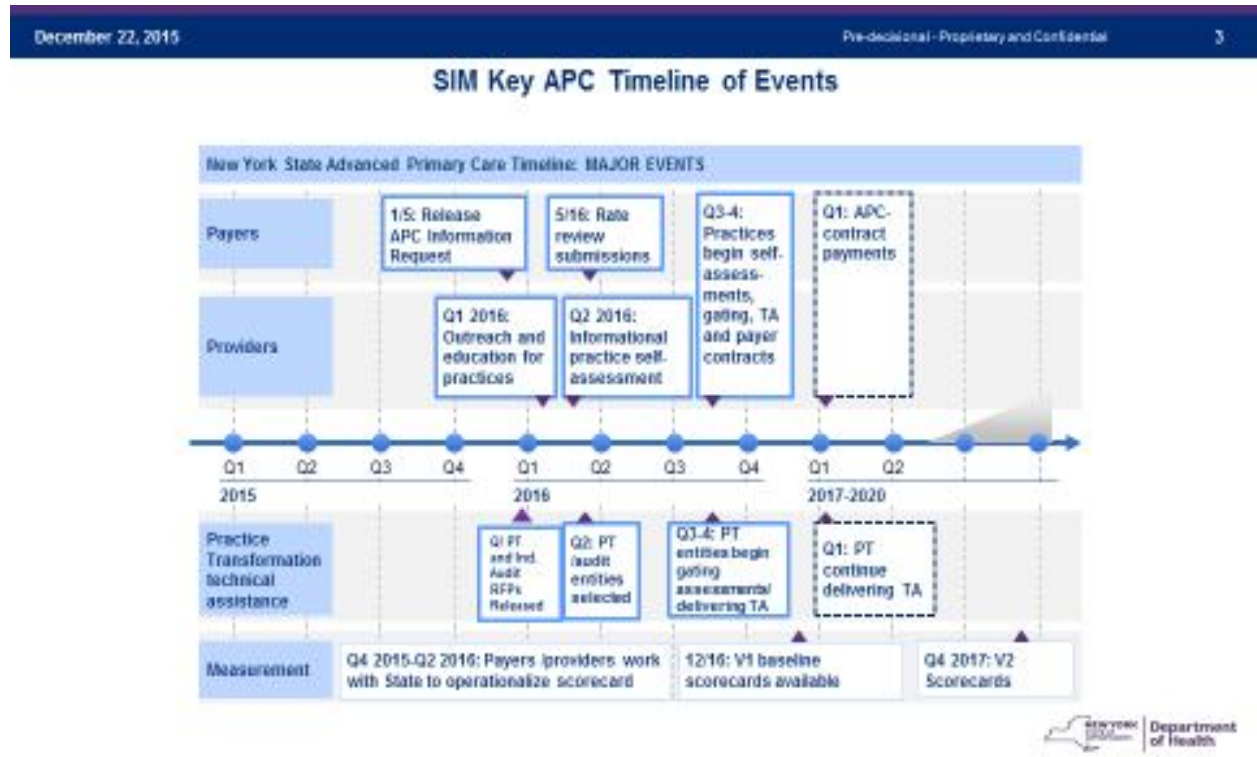 December 22, 2015
Pre-decisional - Proprietary and Confidential
3
SIM Key APC Timeline of Events
New York State Advanced Primary Care Timeline: MAJOR EVENTS
Payers
1/5: Release
APC Information
Request
5/16: Rate
review
submissions
Q3-4:
Practices
begin self-
assess-
ments,
gating, TA
and payer
contracts
Q1: APC-
contract
payments
Providers
Q1 2016:
Outreach and
education for
practices
Q2 2016:
Informational
practice self-
assessment
Q1
Q2
Q3
Q4
Q1
Q2
Q3
Q4
Q1
Q2
2015
2016
2017-2020
Practice
Transformation
technical
assistance
Q! PT
and Ind.
Audit
RFPs
Released
Q2: PT
/audit
entities
selected
Q3-4: PT
entities begin
gating
assessments/
delivering TA
Q1: PT
continue
delivering TA
Measurement
Q4 2015-Q2 2016: Payers /providers work
with State to operationalize scorecard
12/16: V1 baseline
scorecards available
Q4 2017: V2
Scorecards
NEW YORK
Department
of Health